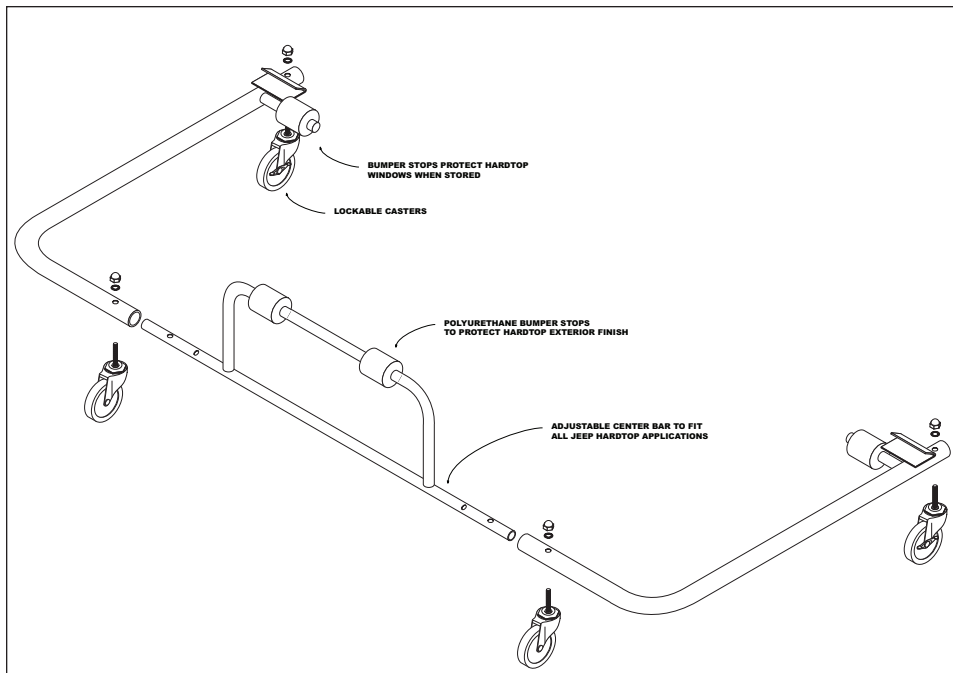 BUMPER STOPS PROTECT HARDTOP
WINDOWS WHEN STORED
LOCKABLE CASTERS
POLYURETHANE BUMPER STOPS
TO PROTECT HARDTOP EXTERIOR FINISH
ADJUSTABLE CENTER BAR TO FIT
ALL JEEP HARDTOP APPLICATIONS